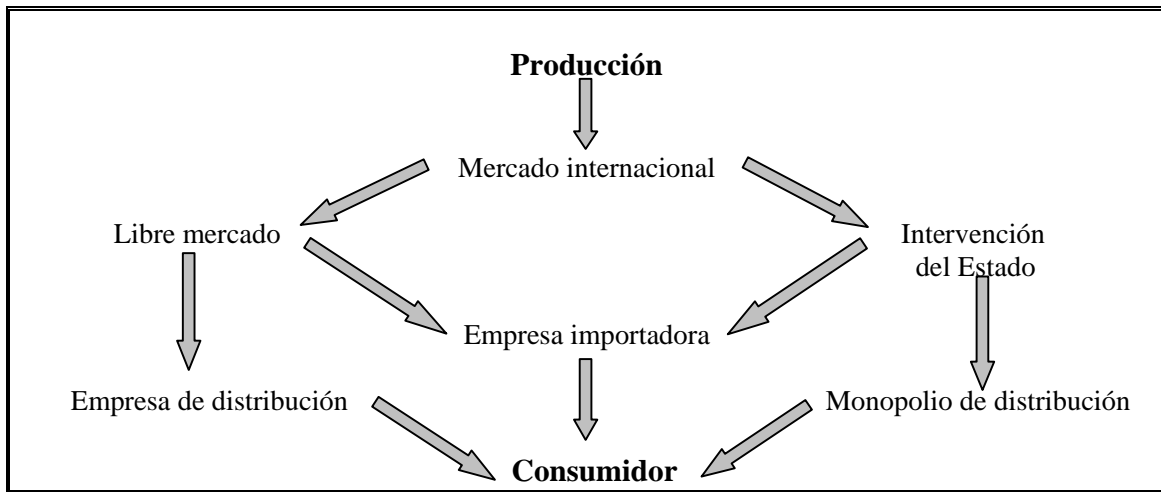 Producción
Mercado internacional
Libre mercado
Intervención
del Estado
Empresa importadora
Empresa de distribución
Monopolio de distribución
Consumidor